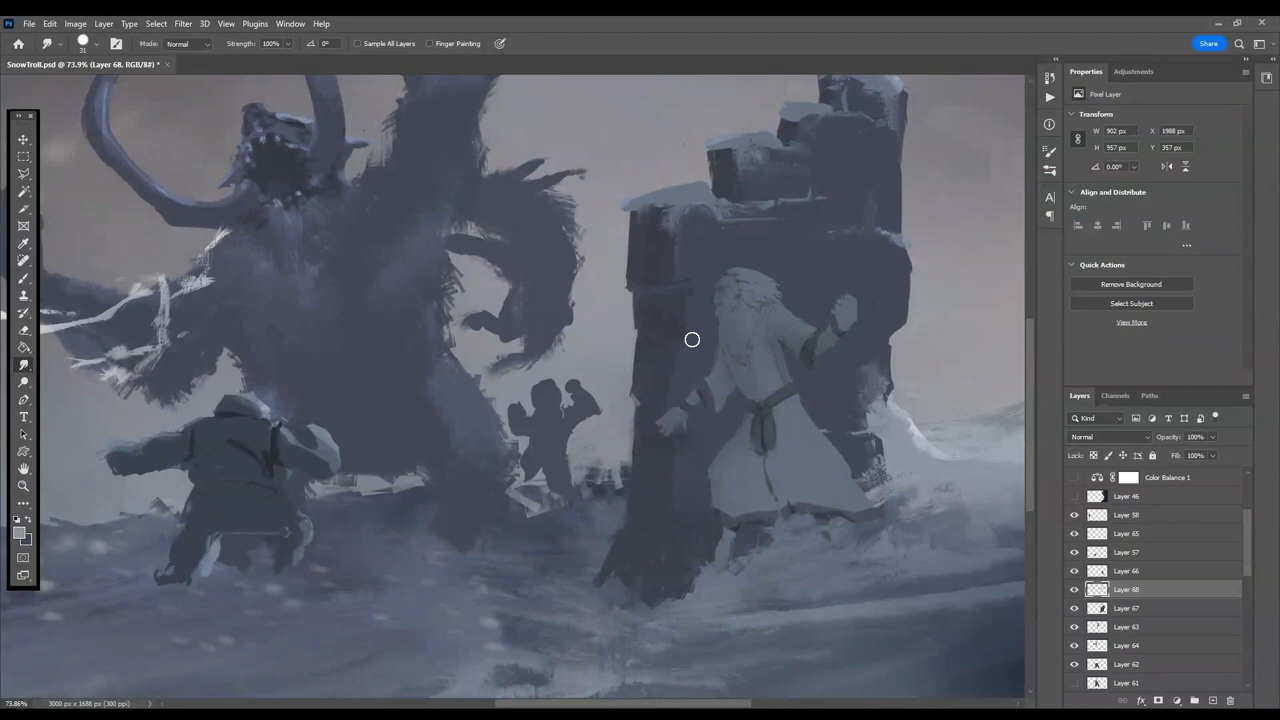 Ps File Edit Image Layer Type Select Filter 3D View Plugins Window Help
31 Mode: Normal Strength: 100% 0° Sample All Layers Finger Painting Share
SnowTroll.psd @ 73.9% (Layer 68, RGB/8#) *
Properties Adjustments
Pixel Layer
Transform
W 902 px X 1988 px
H 957 px Y 357 px
0.00°
Align and Distribute
Align:
Quick Actions
Remove Background
Select Subject
View More
Layers Channels Paths
Kind
Normal Opacity: 100%
Lock: Fill: 100%
Color Balance 1
Layer 46
Layer 58
Layer 65
Layer 57
Layer 66
Layer 68
Layer 67
Layer 63
Layer 64
Layer 62
Layer 61
73.86% 3000 px x 1688 px (300 ppi)